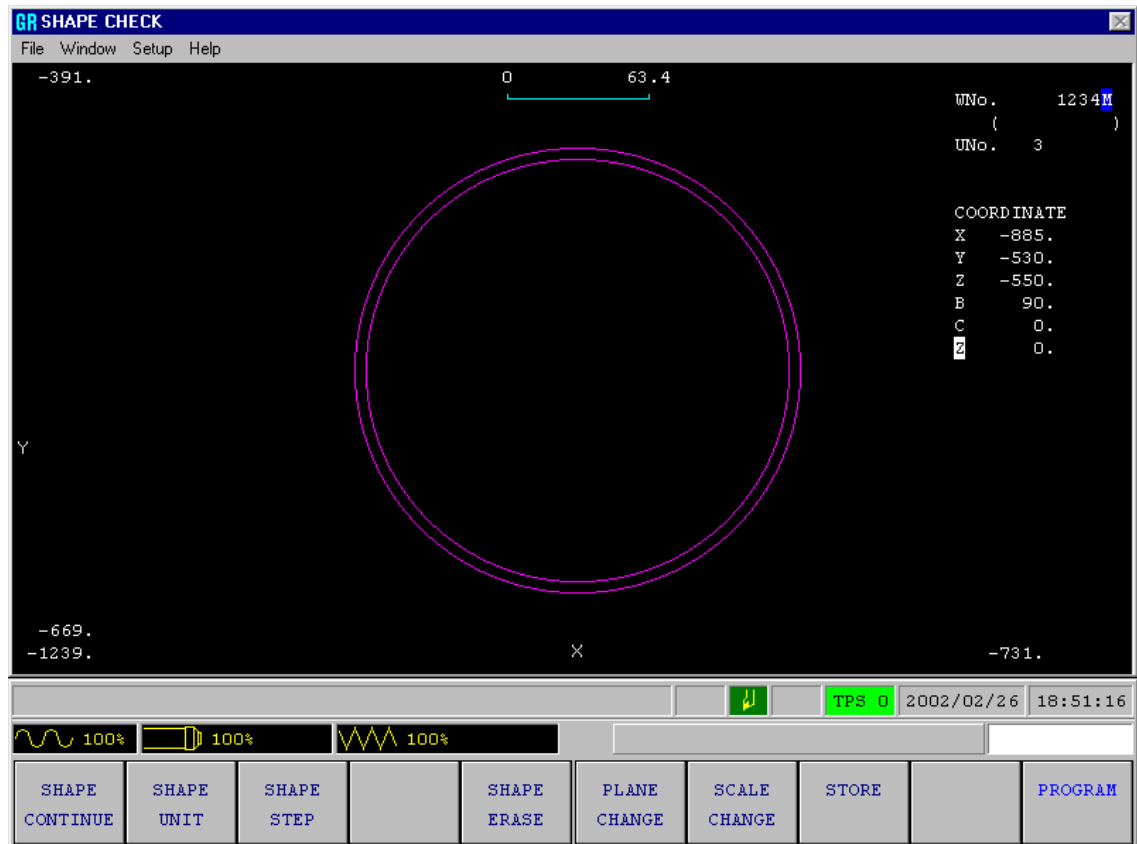 GR SHAPE CHECK
File Window Setup Help
-391. 0 63.4
WNo. 1234M
( )
UNo. 3
COORDINATE
X -885.
Y -530.
Z -550.
B 90.
C 0.
Z 0.
Y
-669.
-1239. X -731.
TPS 0 2002/02/26 18:51:16
100% 100% 100%
SHAPE CONTINUE
SHAPE UNIT
SHAPE STEP
SHAPE ERASE
PLANE CHANGE
SCALE CHANGE
STORE
PROGRAM